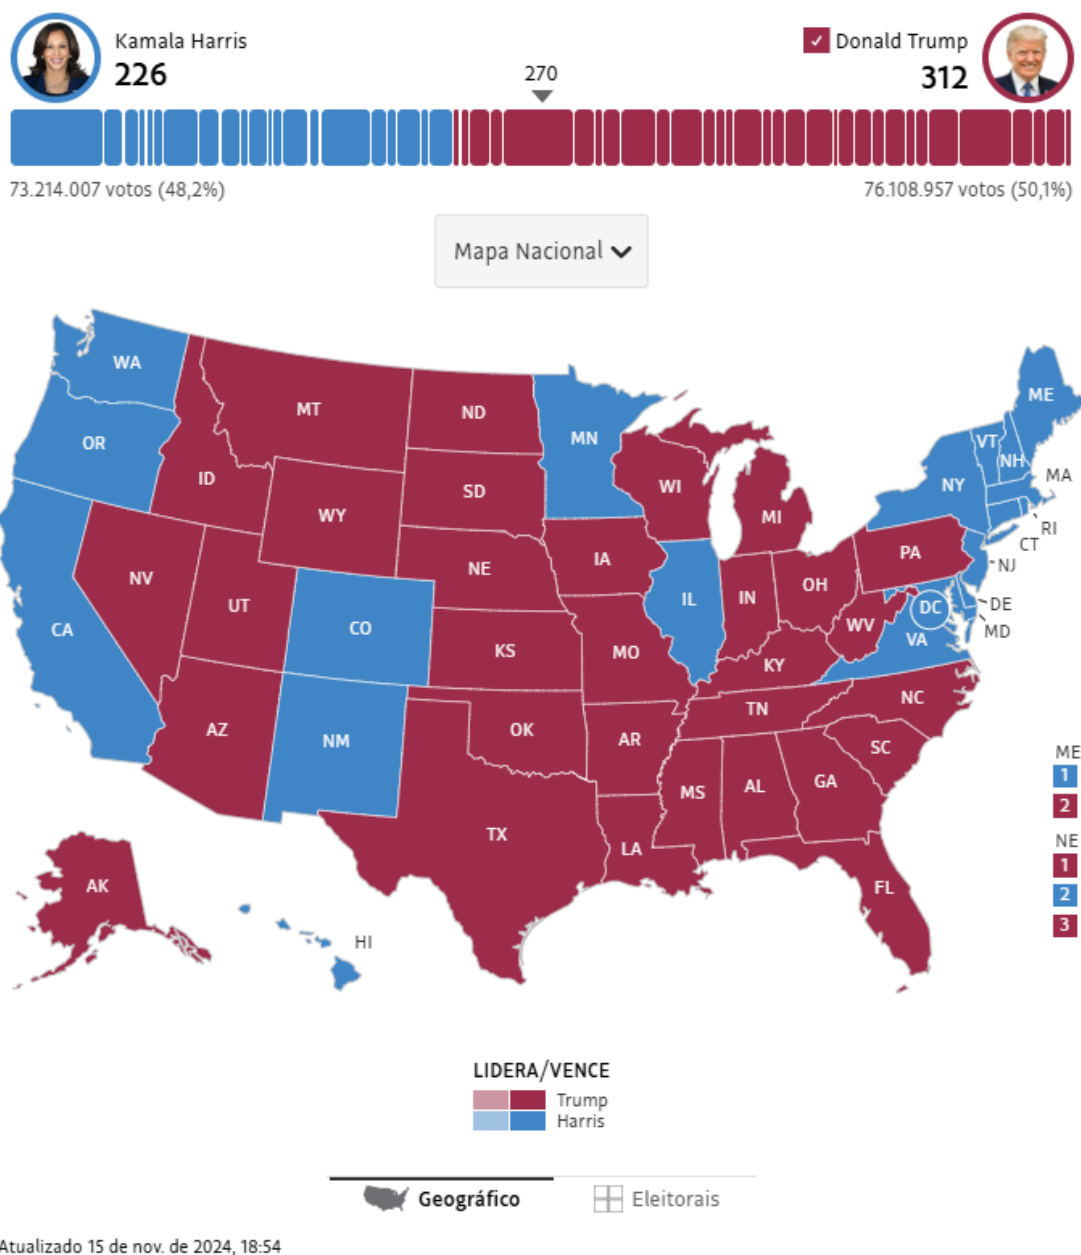 Kamala Harris
226
270
Donald Trump
312
73.214.007 votos (48,2%)
76.108.957 votos (50,1%)
Mapa Nacional
WA
MT
ND
MN
ME
OR
VT
NH
ID
SD
WI
NY
MA
WY
MI
RI
CT
NV
NE
IA
PA
NJ
UT
IL
IN
OH
DE
DC
CA
CO
WV
MD
VA
KS
MO
KY
NC
AZ
NM
OK
AR
TN
SC
MS
AL
GA
TX
LA
FL
AK
HI
ME
1
2
NE
1
2
3
LIDERA/VENCE
Trump
Harris
Geográfico
Eleitorais
Atualizado 15 de nov. de 2024, 18:54